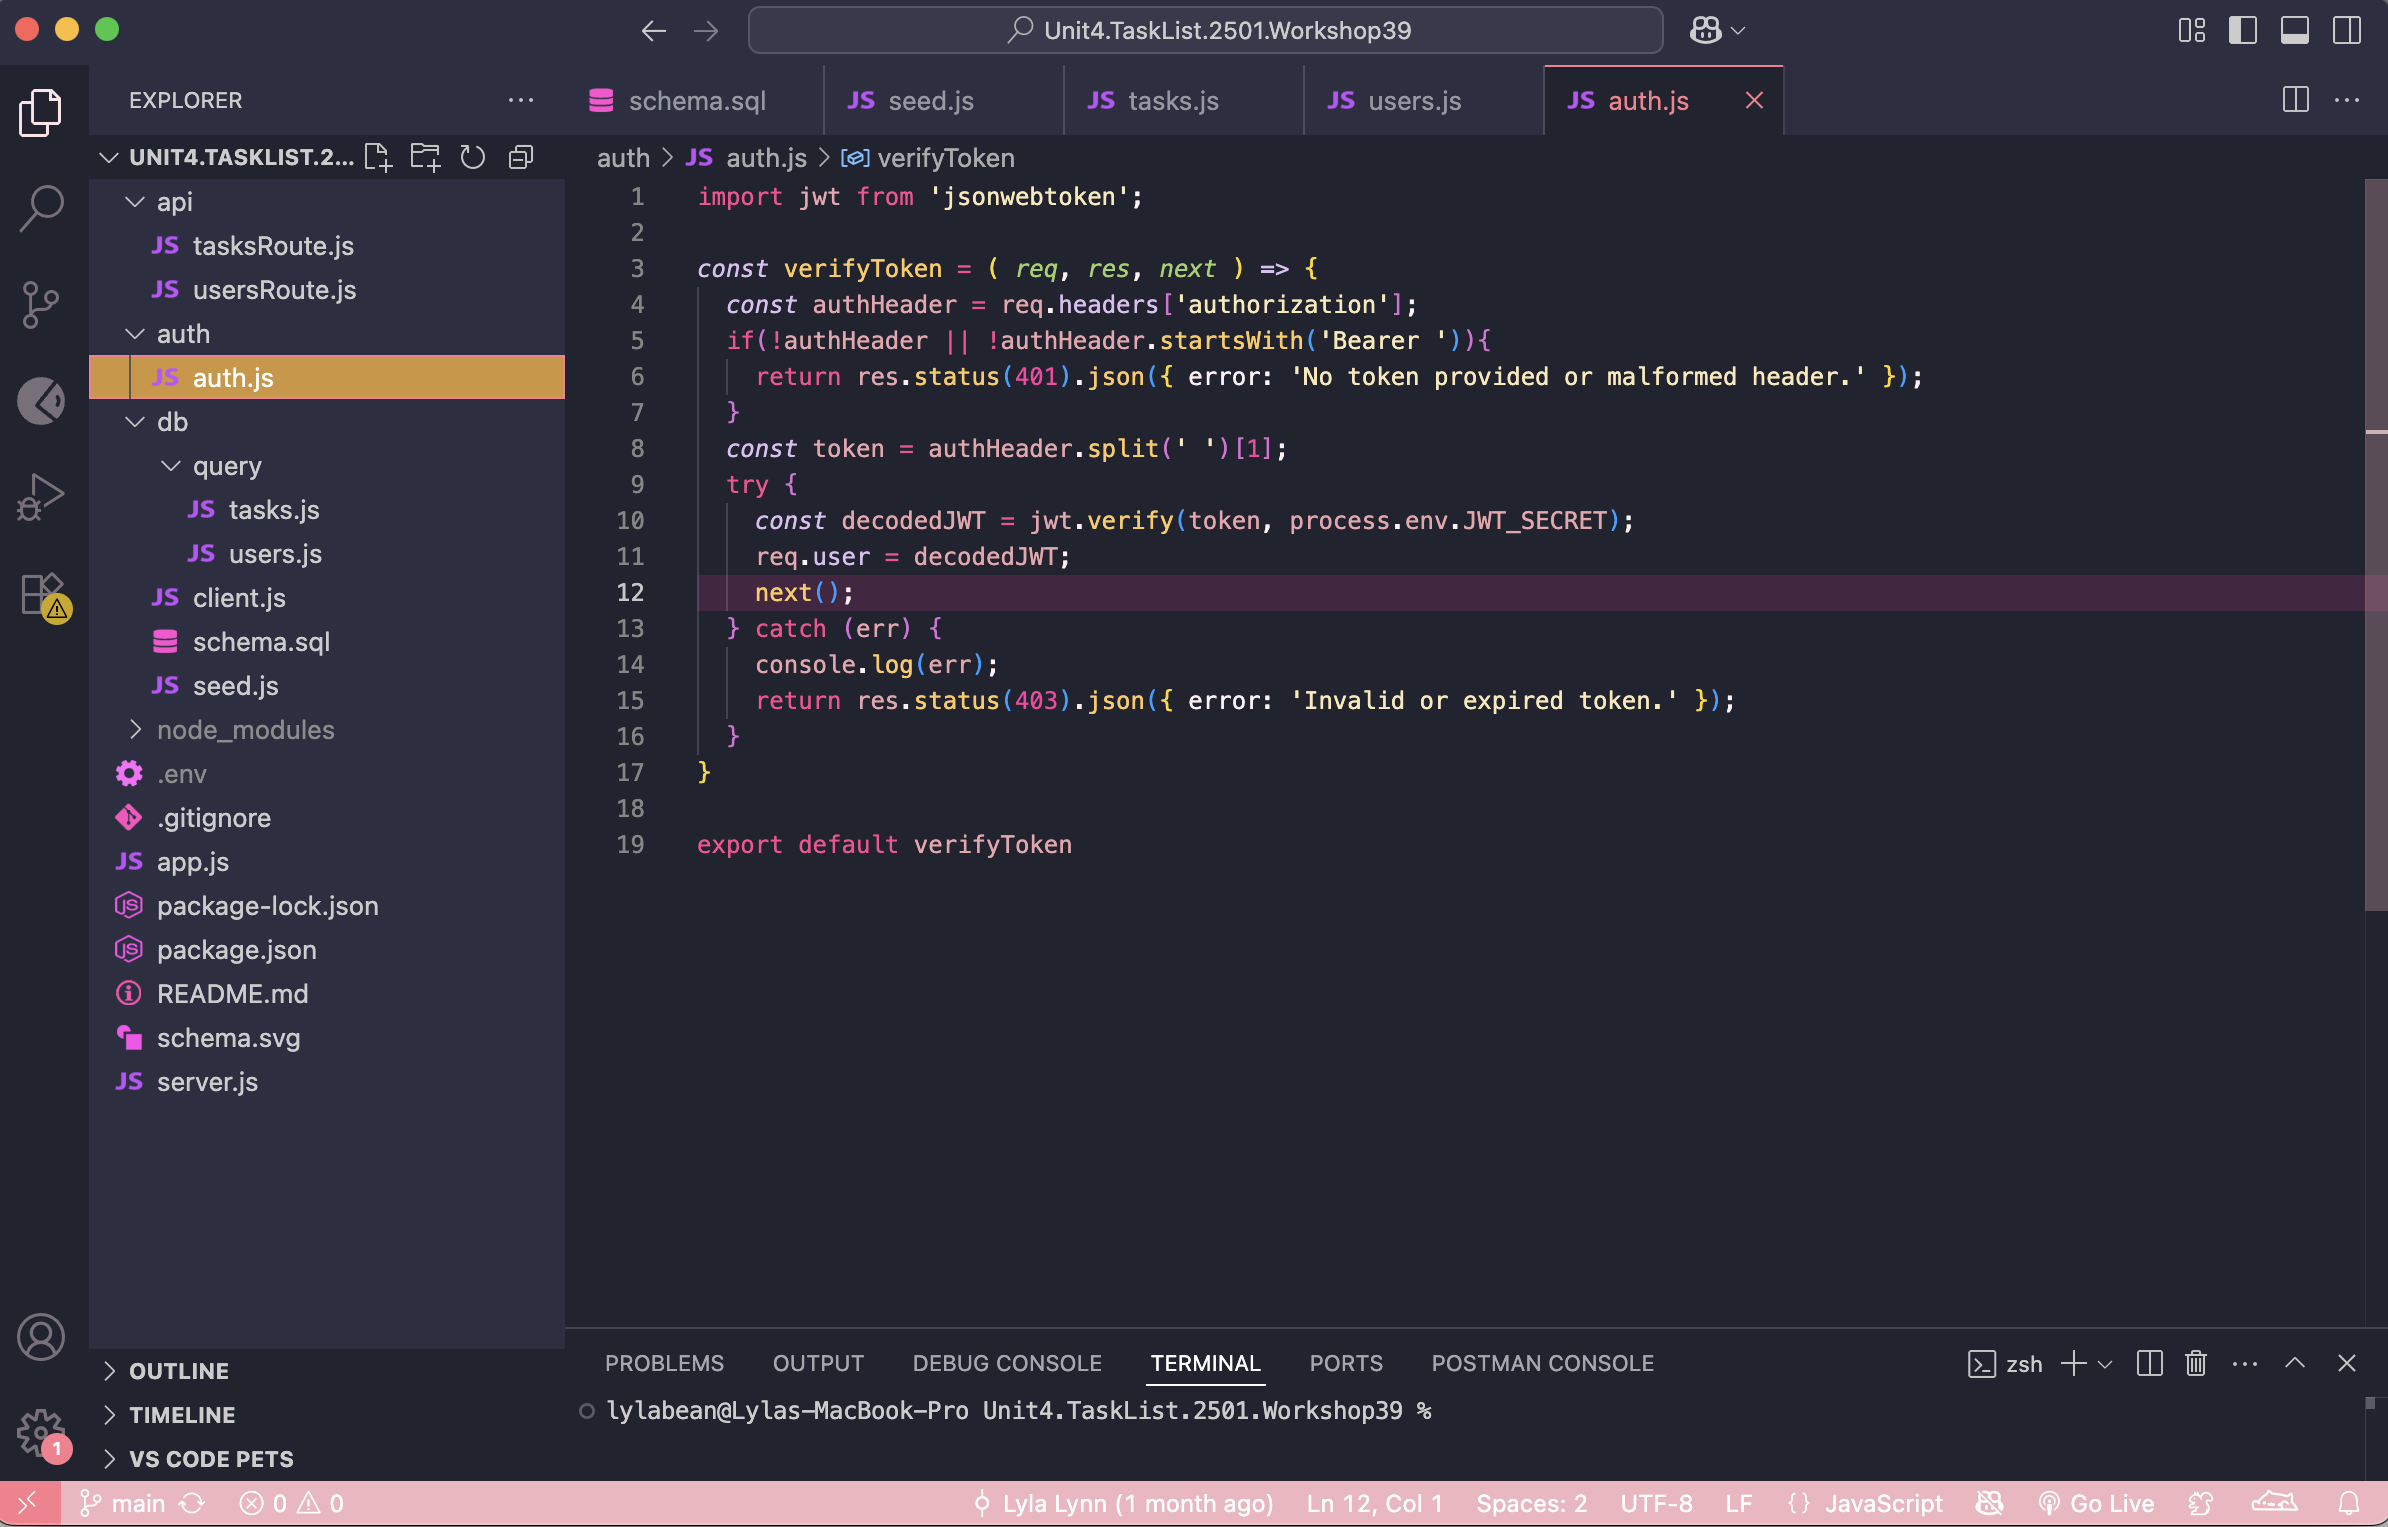 Unit4.TaskList.2501.Workshop39
EXPLORER
UNIT4.TASKLIST.2...
api
JS tasksRoute.js
JS usersRoute.js
auth
JS auth.js
db
query
JS tasks.js
JS users.js
JS client.js
schema.sql
JS seed.js
node_modules
.env
.gitignore
JS app.js
package-lock.json
package.json
README.md
schema.svg
JS server.js
OUTLINE
TIMELINE
VS CODE PETS
1
schema.sql
JS seed.js
JS tasks.js
JS users.js
JS auth.js
auth > JS auth.js > verifyToken
1 import jwt from 'jsonwebtoken';
2
3 const verifyToken = ( req, res, next ) => {
4 const authHeader = req.headers['authorization'];
5 if(!authHeader || !authHeader.startsWith('Bearer ')){
6 return res.status(401).json({ error: 'No token provided or malformed header.' });
7 }
8 const token = authHeader.split(' ')[1];
9 try {
10 const decodedJWT = jwt.verify(token, process.env.JWT_SECRET);
11 req.user = decodedJWT;
12 next();
13 } catch (err) {
14 console.log(err);
15 return res.status(403).json({ error: 'Invalid or expired token.' });
16 }
17 }
18
19 export default verifyToken
PROBLEMS OUTPUT DEBUG CONSOLE TERMINAL PORTS POSTMAN CONSOLE
zsh
lylabean@Lylas-MacBook-Pro Unit4.TaskList.2501.Workshop39 %
main 0 0 Lyla Lynn (1 month ago) Ln 12, Col 1 Spaces: 2 UTF-8 LF {} JavaScript Go Live